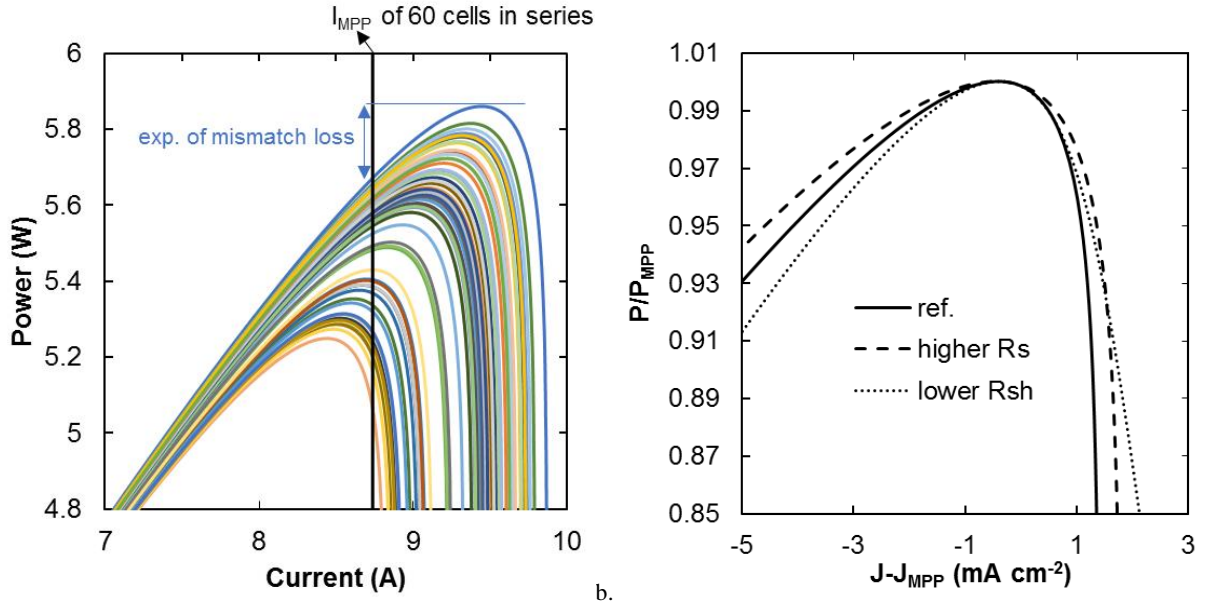 I_MPP of 60 cells in series
6
5.8
5.6
5.4
5.2
5
4.8
Power (W)
exp. of mismatch loss
7 8 9 10
Current (A)
b.
1.01
0.99
0.97
0.95
0.93
0.91
0.89
0.87
0.85
P/P_MPP
ref.
higher Rs
lower Rsh
-5 -3 -1 1 3
J-J_MPP (mA cm⁻²)